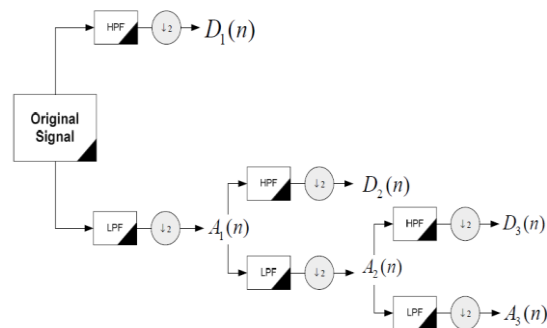 HPF ↓2 D₁(n)
Original
Signal
HPF ↓2 D₂(n)
LPF ↓2 A₁(n)
HPF ↓2 D₃(n)
LPF ↓2 A₂(n)
LPF ↓2 A₃(n)